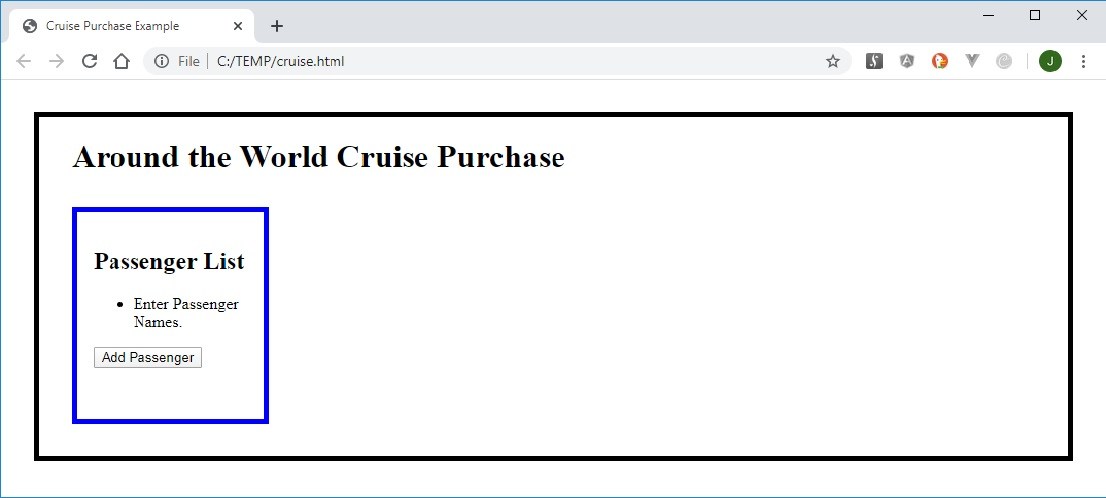 Cruise Purchase Example
File C:/TEMP/cruise.html
J
Around the World Cruise Purchase
Passenger List
Enter Passenger
Names.
Add Passenger